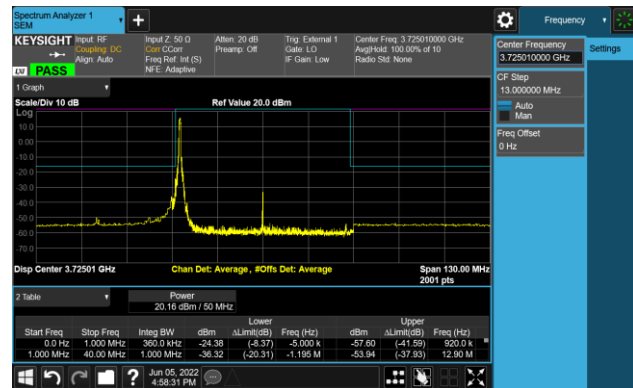 Spectrum Analyzer 1
SEM
+
Frequency
KEYSIGHT
Input: RF
Coupling: DC
Align: Auto
Input Z: 50 Ω
Corr CCorr
Freq Ref: Int (S)
NFE: Adaptive
Atten: 20 dB
Preamp: Off
Trig: External 1
Gate: LO
IF Gain: Low
Center Freq: 3.725010000 GHz
Avg|Hold: 100.00% of 10
Radio Std: None
LXI PASS
Center Frequency
3.725010000 GHz
Settings
CF Step
13.000000 MHz
Auto
Man
Freq Offset
0 Hz
1 Graph
Scale/Div 10 dB
Ref Value 20.0 dBm
Log
10.0
0.00
-10.0
-20.0
-30.0
-40.0
-50.0
-60.0
-70.0
Disp Center 3.72501 GHz
Chan Det: Average , #Offs Det: Average
Span 130.00 MHz
2001 pts
2 Table
Power
20.16 dBm / 50 MHz
Lower Upper
Start Freq Stop Freq Integ BW dBm ΔLimit(dB) Freq (Hz) dBm ΔLimit(dB) Freq (Hz)
0.0 Hz 1.000 MHz 360.0 kHz -24.38 (-8.37) -5.000 k -57.60 (-41.59) 920.0 k
1.000 MHz 40.00 MHz 1.000 MHz -36.32 (-20.31) -1.195 M -53.94 (-37.93) 12.90 M
?
Jun 05, 2022
4:58:31 PM